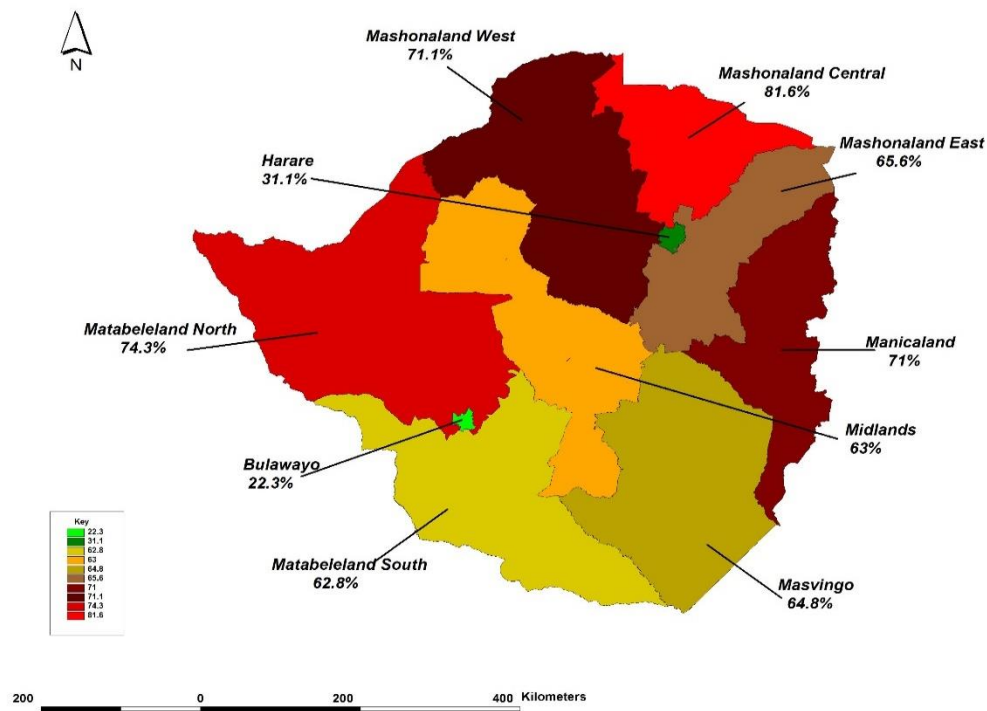 N
Mashonaland West
71.1%
Mashonaland Central
81.6%
Mashonaland East
65.6%
Harare
31.1%
Matabeleland North
74.3%
Manicaland
71%
Midlands
63%
Bulawayo
22.3%
Matabeleland South
62.8%
Masvingo
64.8%
Key
22.3
31.1
62.8
63
64.8
65.6
71
71.1
74.3
81.6
200 0 200 400 Kilometers